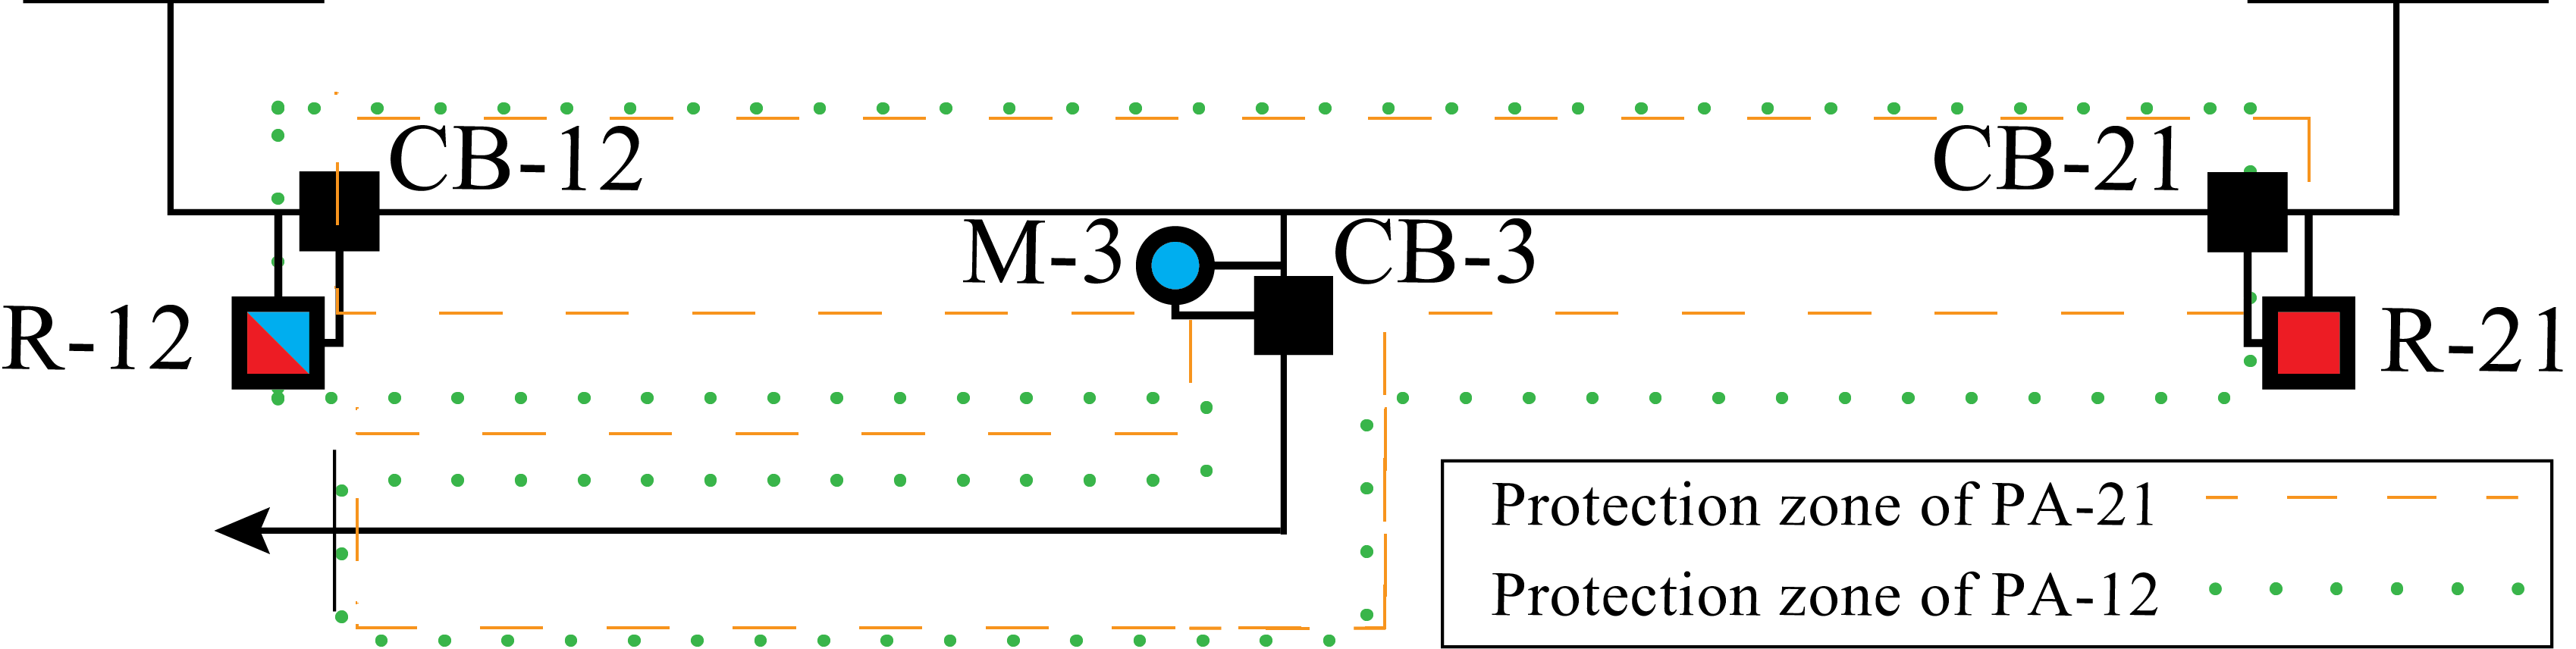 CB-12
CB-21
M-3
CB-3
R-12
R-21
Protection zone of PA-21
Protection zone of PA-12